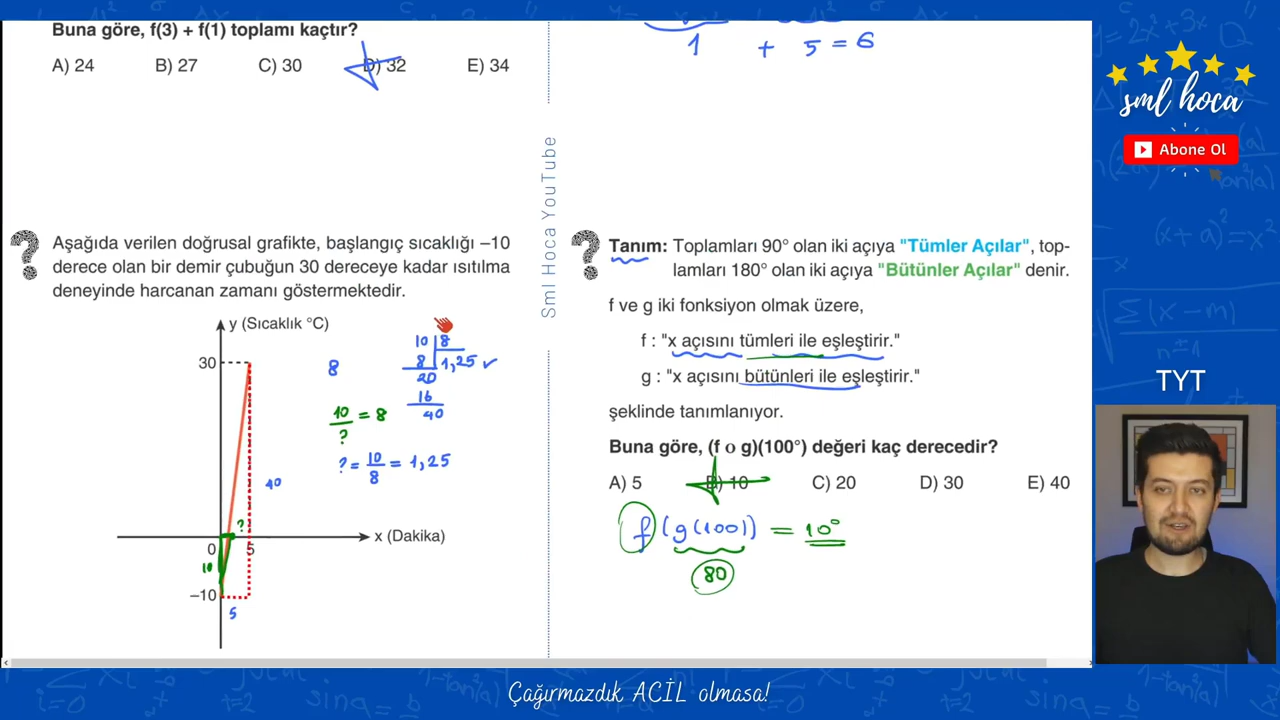 Buna göre, f(3) + f(1) toplamı kaçtır?
A) 24 B) 27 C) 30 D) 32 E) 34
Aşağıda verilen doğrusal grafikte, başlangıç sıcaklığı –10
derece olan bir demir çubuğun 30 dereceye kadar ısıtılma
deneyinde harcanan zamanı göstermektedir.
y (Sıcaklık °C)
30
10 8
8 1,25 ✓
20
16
40
8
10/? = 8
? = 10/8 = 1,25
40
?
x (Dakika)
0 5
10
–10
5
Sml Hoca YouTube
1 + 5 = 6
Tanım: Toplamları 90° olan iki açıya "Tümler Açılar", top-
lamları 180° olan iki açıya "Bütünler Açılar" denir.
f ve g iki fonksiyon olmak üzere,
f : "x açısını tümleri ile eşleştirir."
g : "x açısını bütünleri ile eşleştirir."
şeklinde tanımlanıyor.
Buna göre, (f o g)(100°) değeri kaç derecedir?
A) 5 B) 10 C) 20 D) 30 E) 40
f (g(100)) = 10°
80
sml hoca
Abone Ol
TYT
Çağırmazdık ACİL olmasa!